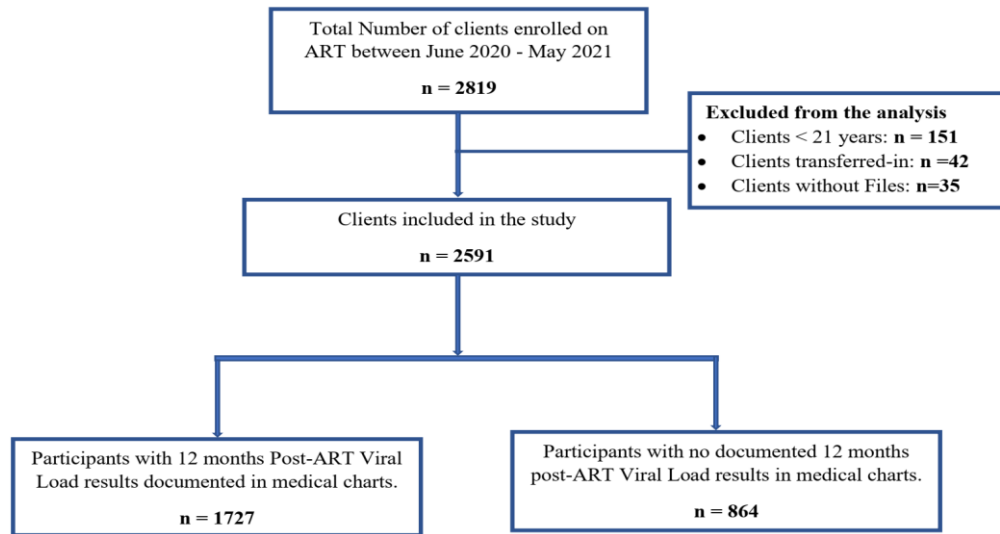 Total Number of clients enrolled on
ART between June 2020 - May 2021
n = 2819
Excluded from the analysis
• Clients < 21 years: n = 151
• Clients transferred-in: n =42
• Clients without Files: n=35
Clients included in the study
n = 2591
Participants with 12 months Post-ART Viral
Load results documented in medical charts.
n = 1727
Participants with no documented 12 months
post-ART Viral Load results in medical charts.
n = 864